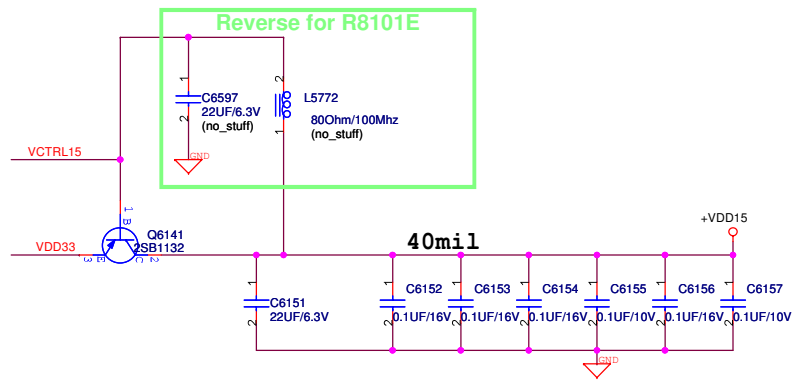 Reverse for R8101E
1
C6597
22UF/6.3V
(no_stuff)
2
GND
2
L5772
80Ohm/100Mhz
(no_stuff)
1
VCTRL15
1
B
Q6141
2SB1132
VDD33
3
E
C
2
40mil
+VDD15
1
C6151
22UF/6.3V
2
1
C6152
0.1UF/16V
2
1
C6153
0.1UF/16V
2
1
C6154
0.1UF/16V
2
1
C6155
0.1UF/10V
2
1
C6156
0.1UF/16V
2
1
C6157
0.1UF/10V
2
GND